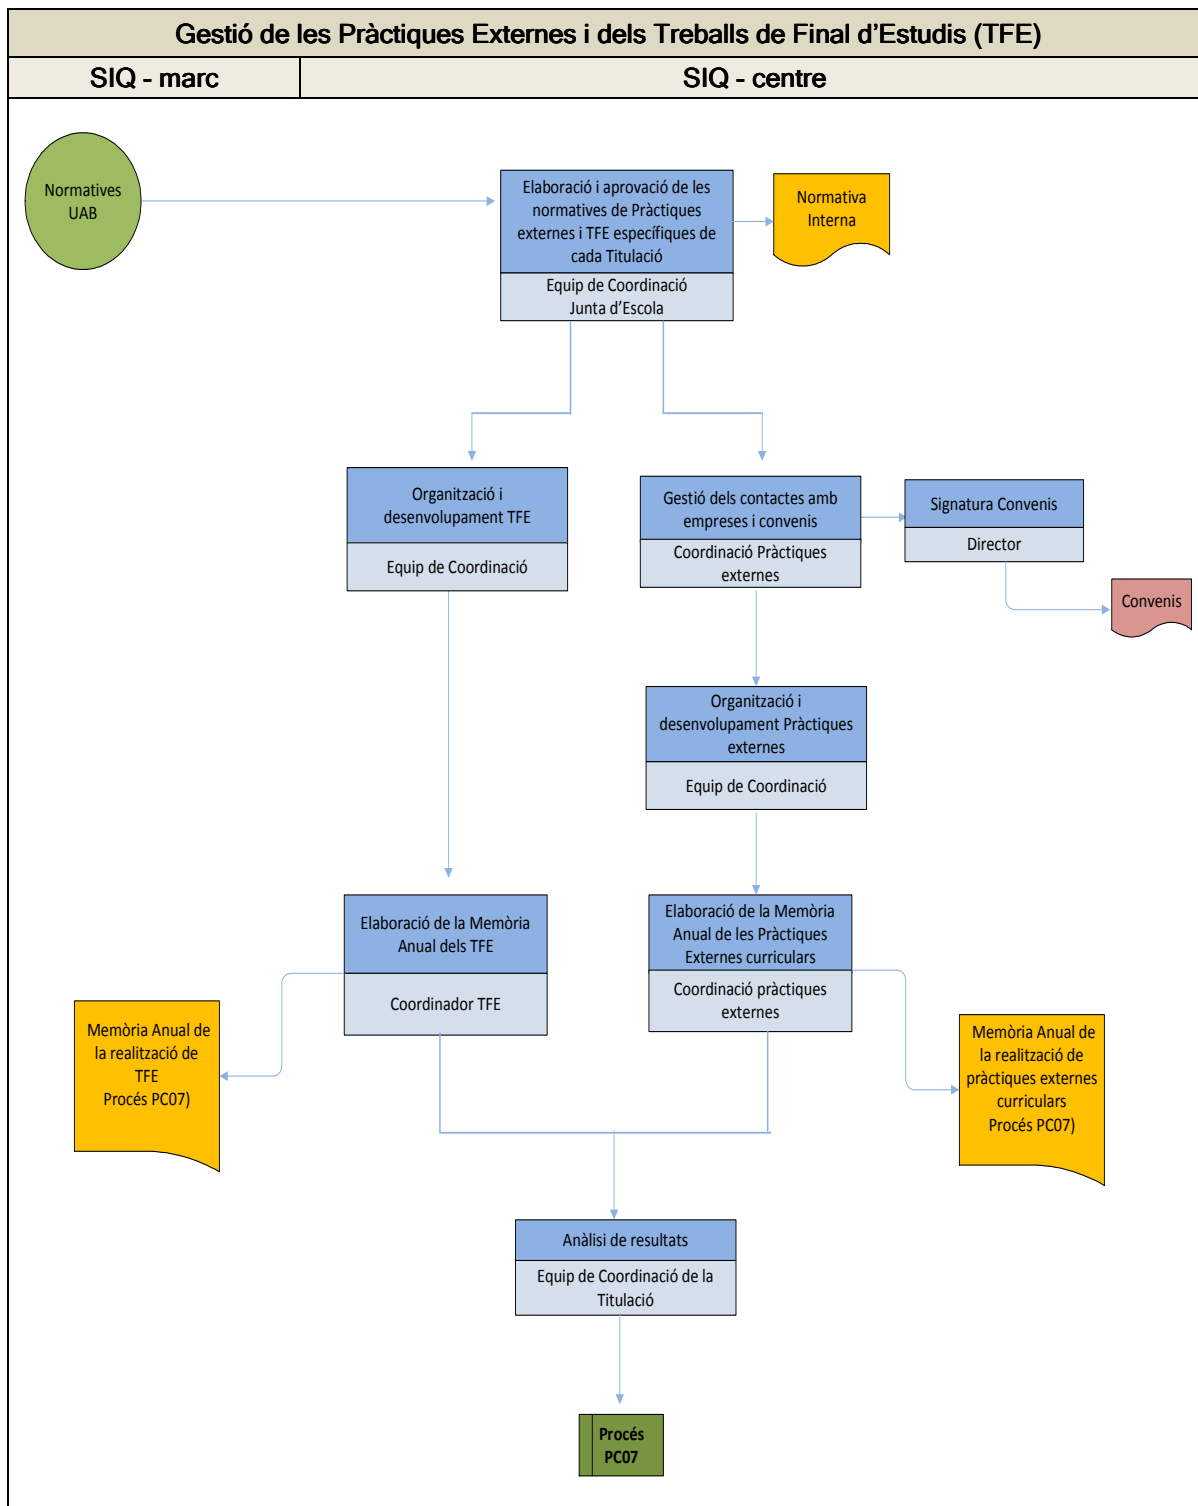 Gestió de les Pràctiques Externes i dels Treballs de Final d'Estudis (TFE)
SIQ - marc
SIQ - centre
Normatives
UAB
Elaboració i aprovació de les
normatives de Pràctiques
externes i TFE específiques de
cada Titulació
Equip de Coordinació
Junta d'Escola
Normativa
Interna
Organització i
desenvolupament TFE
Equip de Coordinació
Gestió dels contactes amb
empreses i convenis
Coordinació Pràctiques
externes
Signatura Convenis
Director
Convenis
Organització i
desenvolupament Pràctiques
externes
Equip de Coordinació
Elaboració de la Memòria
Anual dels TFE
Coordinador TFE
Elaboració de la Memòria
Anual de les Pràctiques
Externes curriculars
Coordinació pràctiques
externes
Memòria Anual de
la realització de
TFE
Procés PC07)
Memòria Anual de
la realització de
pràctiques externes
curriculars
Procés PC07)
Anàlisi de resultats
Equip de Coordinació de la
Titulació
Procés
PC07